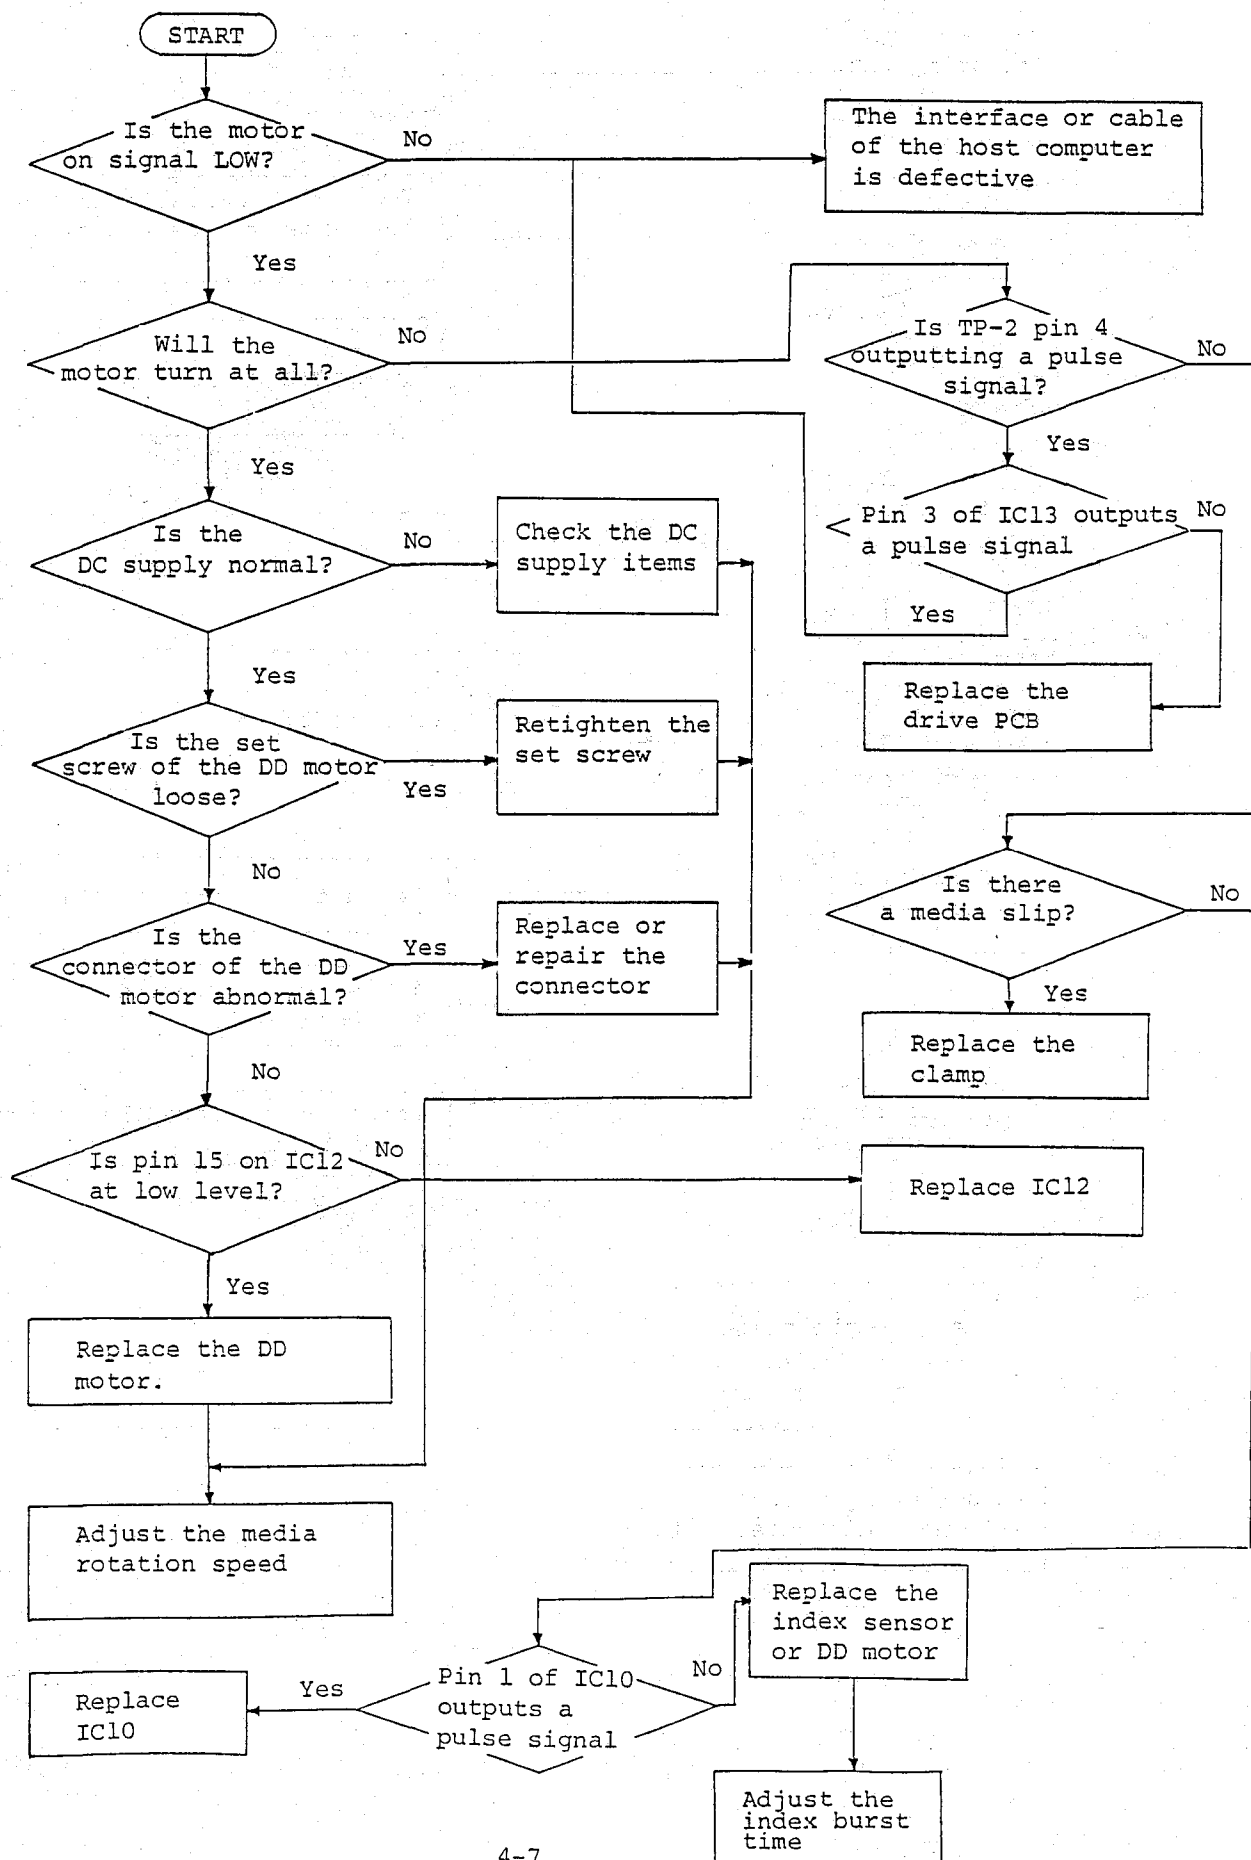 START
Is the motor
on signal LOW?
No
The interface or cable
of the host computer
is defective
Yes
Will the
motor turn at all?
No
Is TP-2 pin 4
outputting a pulse
signal?
No
Yes
Yes
Pin 3 of IC13 outputs
a pulse signal
No
Yes
Is the
DC supply normal?
No
Check the DC
supply items
Replace the
drive PCB
Yes
Is the set
screw of the DD motor
loose?
Yes
Retighten the
set screw
No
Is there
a media slip?
No
Yes
Replace the
clamp
Is the
connector of the DD
motor abnormal?
Yes
Replace or
repair the
connector
No
Is pin 15 on IC12
at low level?
No
Replace IC12
Yes
Replace the DD
motor.
Adjust the media
rotation speed
Pin 1 of IC10
outputs a
pulse signal
Yes
Replace
IC10
No
Replace the
index sensor
or DD motor
Adjust the
index burst
time
4-7